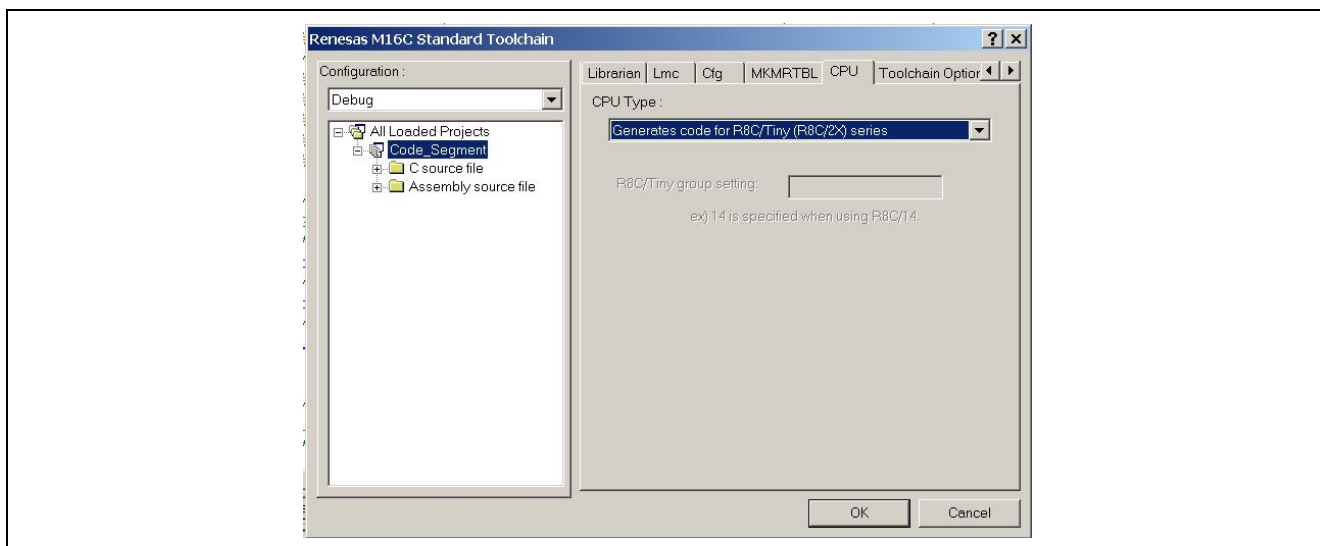 Renesas M16C Standard Toolchain
Configuration :
Debug
All Loaded Projects
Code_Segment
C source file
Assembly source file
Librarian Lmc Cfg MKMRTBL CPU Toolchain Option
CPU Type :
Generates code for R8C/Tiny (R8C/2X) series
R8C/Tiny group setting:
ex) 14 is specified when using R8C/14.
OK Cancel